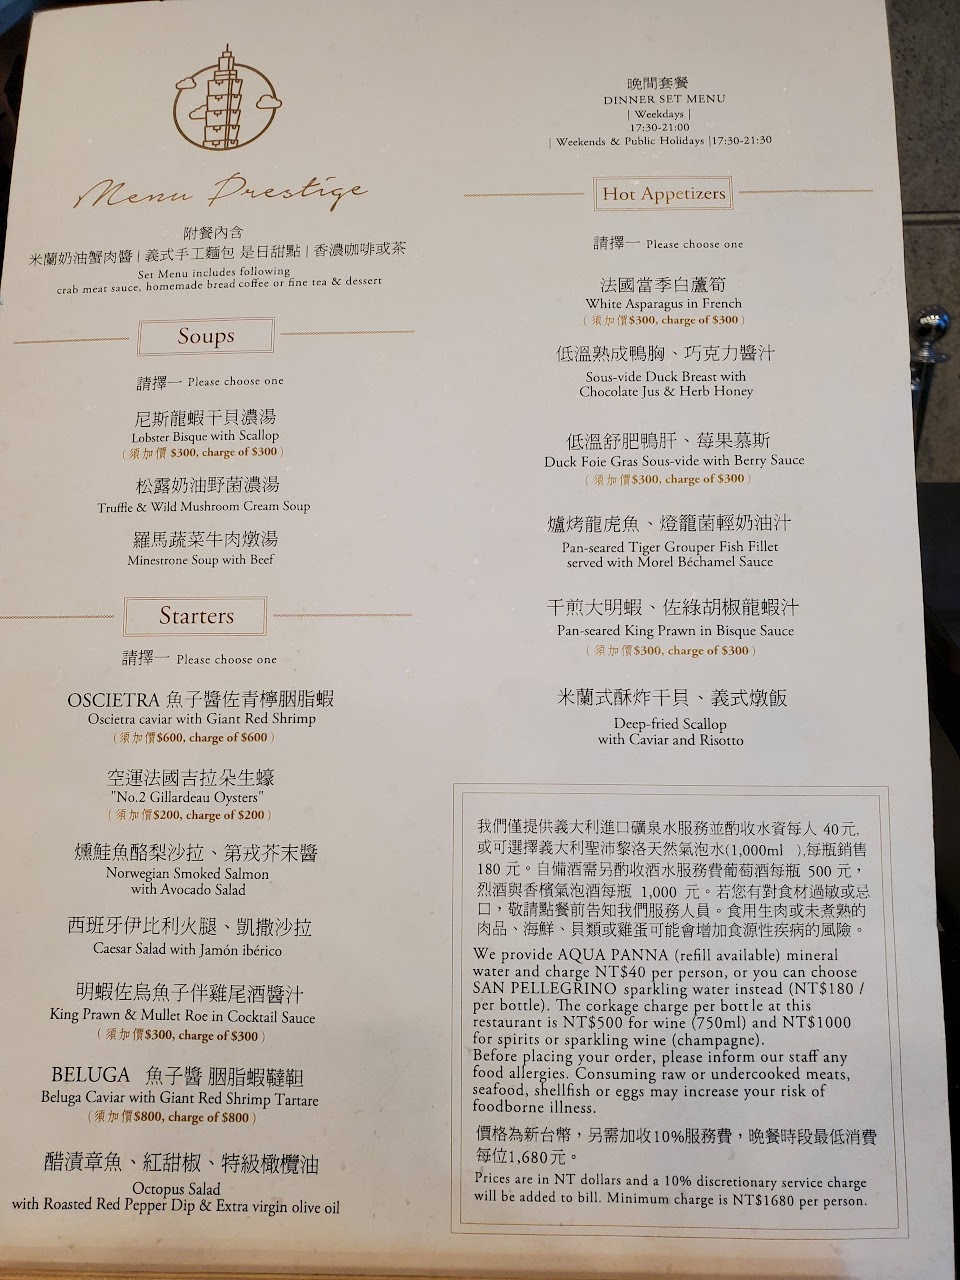 Menu Prestige
附餐內含
米蘭奶油蟹肉醬 | 義式手工麵包 是日甜點 | 香濃咖啡或茶
Set Menu includes following
crab meat sauce, homemade bread coffee or fine tea & dessert
Soups
請擇一 Please choose one
尼斯龍蝦干貝濃湯
Lobster Bisque with Scallop
(須加價 $300, charge of $300)
松露奶油野菌濃湯
Truffle & Wild Mushroom Cream Soup
羅馬蔬菜牛肉燉湯
Minestrone Soup with Beef
Starters
請擇一 Please choose one
OSCIETRA 魚子醬佐青檸胭脂蝦
Oscietra caviar with Giant Red Shrimp
(須加價$600, charge of $600)
空運法國吉拉朵生蠔
"No.2 Gillardeau Oysters"
(須加價$200, charge of $200)
燻鮭魚酪梨沙拉、第戎芥末醬
Norwegian Smoked Salmon
with Avocado Salad
西班牙伊比利火腿、凱撒沙拉
Caesar Salad with Jamón ibérico
明蝦佐烏魚子伴雞尾酒醬汁
King Prawn & Mullet Roe in Cocktail Sauce
(須加價$300, charge of $300)
BELUGA 魚子醬 胭脂蝦韃靼
Beluga Caviar with Giant Red Shrimp Tartare
(須加價$800, charge of $800)
醋漬章魚、紅甜椒、特級橄欖油
Octopus Salad
with Roasted Red Pepper Dip & Extra virgin olive oil
晚間套餐
DINNER SET MENU
| Weekdays |
17:30-21:00
| Weekends & Public Holidays |17:30-21:30
Hot Appetizers
請擇一 Please choose one
法國當季白蘆筍
White Asparagus in French
(須加價$300, charge of $300)
低溫熟成鴨胸、巧克力醬汁
Sous-vide Duck Breast with
Chocolate Jus & Herb Honey
低溫舒肥鴨肝、莓果慕斯
Duck Foie Gras Sous-vide with Berry Sauce
(須加價$300, charge of $300)
爐烤龍虎魚、燈籠菌輕奶油汁
Pan-seared Tiger Grouper Fish Fillet
served with Morel Béchamel Sauce
干煎大明蝦、佐綠胡椒龍蝦汁
Pan-seared King Prawn in Bisque Sauce
(須加價$300, charge of $300)
米蘭式酥炸干貝、義式燉飯
Deep-fried Scallop
with Caviar and Risotto
我們僅提供義大利進口礦泉水服務並酌收水資每人 40元,
或可選擇義大利聖沛黎洛天然氣泡水(1,000ml ),每瓶銷售
180 元。自備酒需另酌收酒水服務費葡萄酒每瓶 500 元，
烈酒與香檳氣泡酒每瓶 1,000 元。若您有對食材過敏或忌
口，敬請點餐前告知我們服務人員。食用生肉或未煮熟的
肉品、海鮮、貝類或雞蛋可能會增加食源性疾病的風險。
We provide AQUA PANNA (refill available) mineral
water and charge NT$40 per person, or you can choose
SAN PELLEGRINO sparkling water instead (NT$180 /
per bottle). The corkage charge per bottle at this
restaurant is NT$500 for wine (750ml) and NT$1000
for spirits or sparkling wine (champagne).
Before placing your order, please inform our staff any
food allergies. Consuming raw or undercooked meats,
seafood, shellfish or eggs may increase your risk of
foodborne illness.
價格為新台幣，另需加收10%服務費，晚餐時段最低消費
每位1,680元。
Prices are in NT dollars and a 10% discretionary service charge
will be added to bill. Minimum charge is NT$1680 per person.